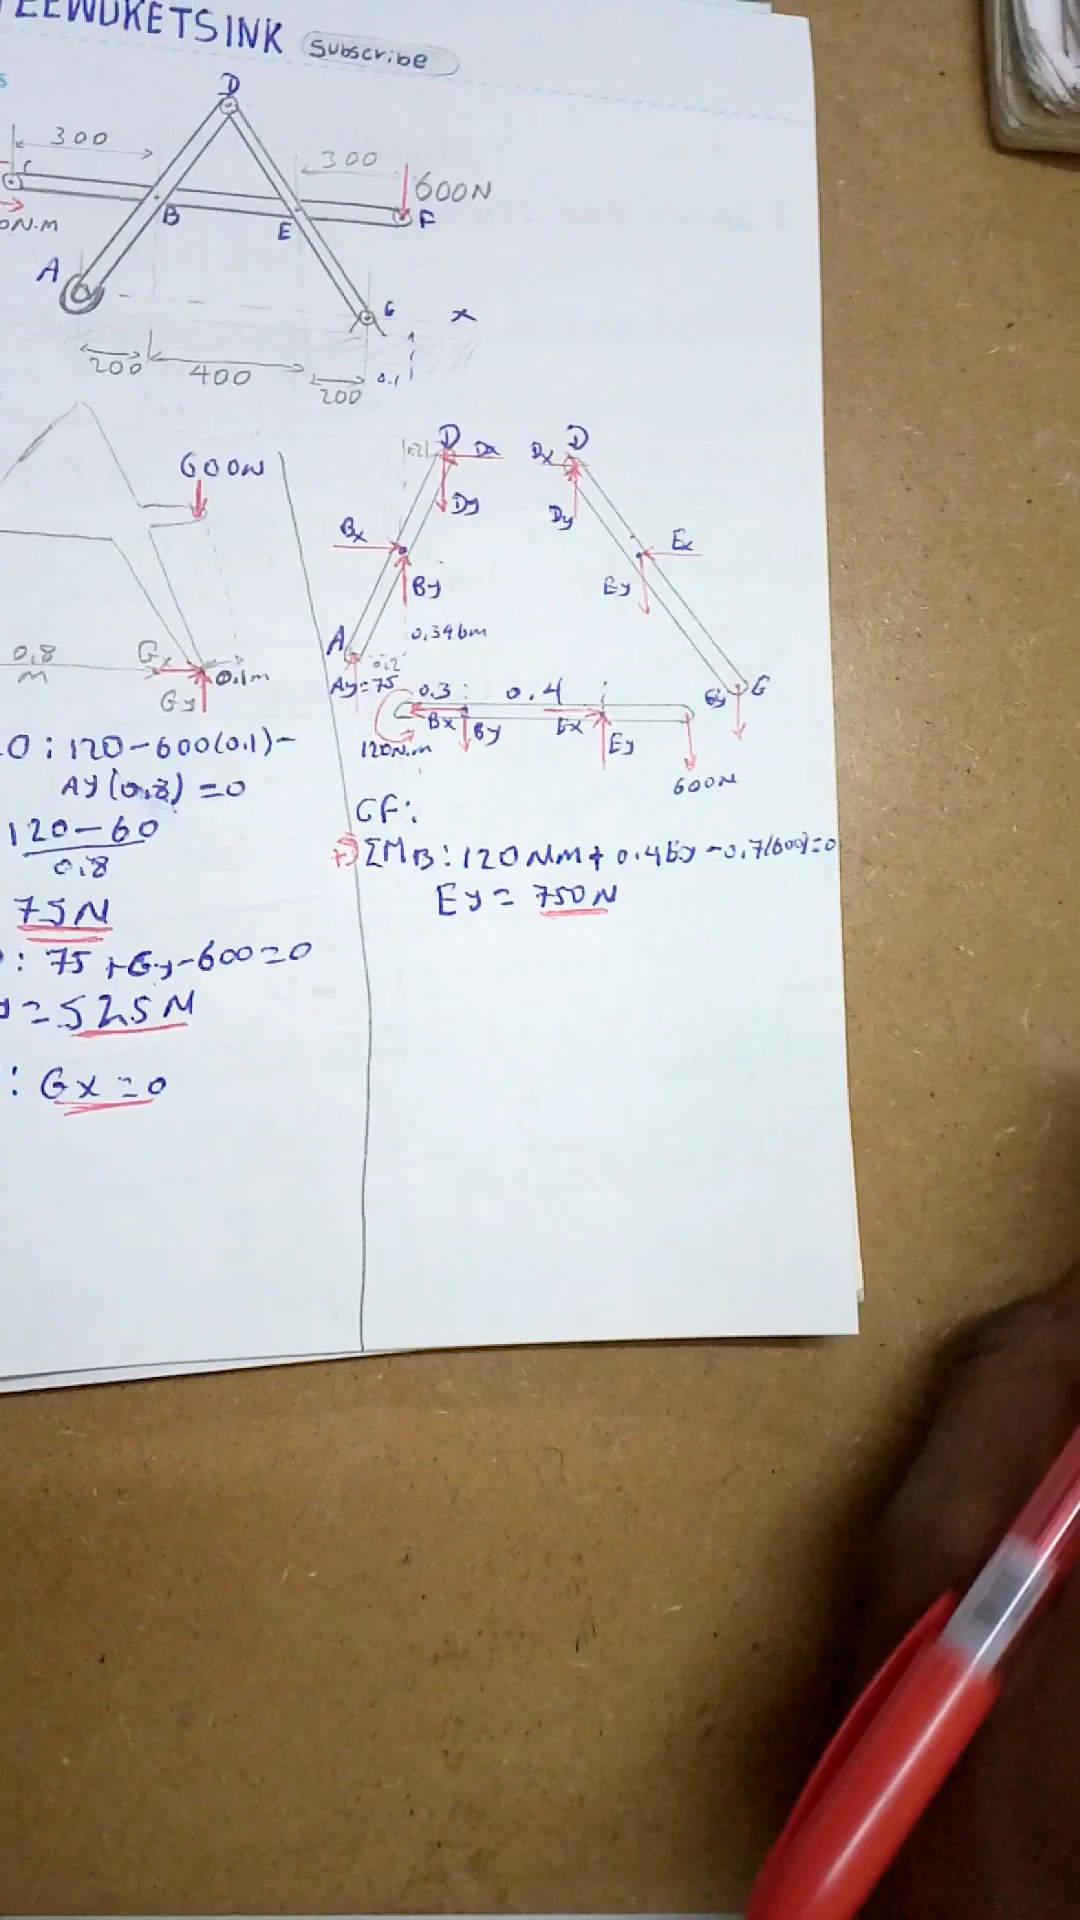 EEWUKETSINK
Subscribe
S
D
300
300
C
600N
F
B
E
0N.M
A
G
x
200
400
200
0.1
600N
0,8
M
Gx
0.1m
Gy
D
Dx
Dy
Bx
By
0,346m
A
0.2
Ay=75
D
Dx
Dy
Ex
Ey
G
Gy
0.3
0.4
Bx
By
Ex
Ey
120N.m
600N
0: 120-600(0.1)-
AY(0,8)=0
120-60
0,8
75N
: 75+Gy-600=0
y=525N
: Gx=0
CF:
+ ΣMB: 120NM+0.4Ey-0.7(600)=0
Ey=750N